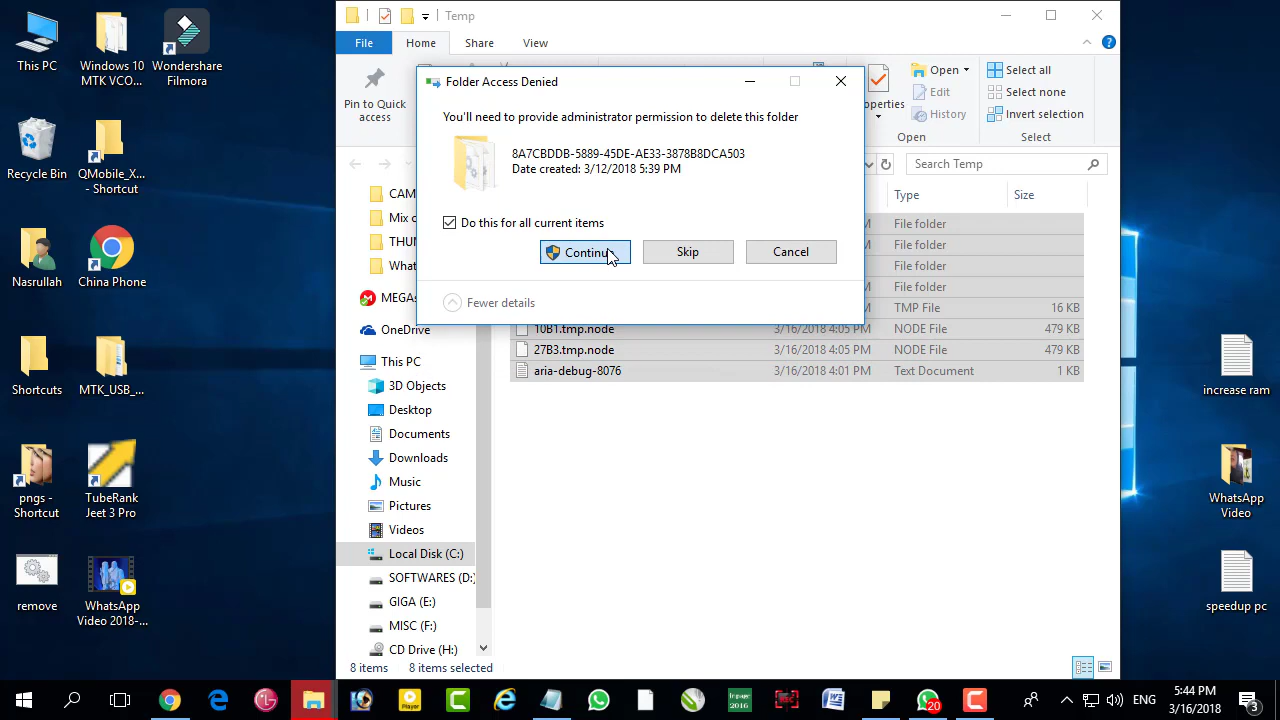 This PC
Windows 10
MTK VCO...
Wondershare
Filmora
Recycle Bin
QMobile_X...
- Shortcut
Nasrullah
China Phone
Shortcuts
MTK_USB_...
pngs -
Shortcut
TubeRank
Jeet 3 Pro
remove
WhatsApp
Video 2018-...
Temp
File
Home
Share
View
Pin to Quick
access
Open
Edit
History
Open
Select all
Select none
Invert selection
Select
Folder Access Denied
You'll need to provide administrator permission to delete this folder
8A7CBDDB-5889-45DE-AE33-3878B8DCA503
Date created: 3/12/2018 5:39 PM
Do this for all current items
Skip
Cancel
Fewer details
Search Temp
Type
Size
File folder
File folder
File folder
File folder
TMP File 16 KB
10B1.tmp.node 3/16/2018 4:05 PM NODE File 479 KB
27B3.tmp.node 3/16/2018 4:05 PM NODE File 479 KB
aria-debug-8076 3/16/2018 4:01 PM Text Document 1 KB
OneDrive
This PC
3D Objects
Desktop
Documents
Downloads
Music
Pictures
Videos
Local Disk (C:)
SOFTWARES (D:)
GIGA (E:)
MISC (F:)
CD Drive (H:)
8 items 8 items selected
increase ram
WhatsApp
Video
speedup pc
Player
Inpage
2016
REC
20
ENG
5:44 PM
3/16/2018
3